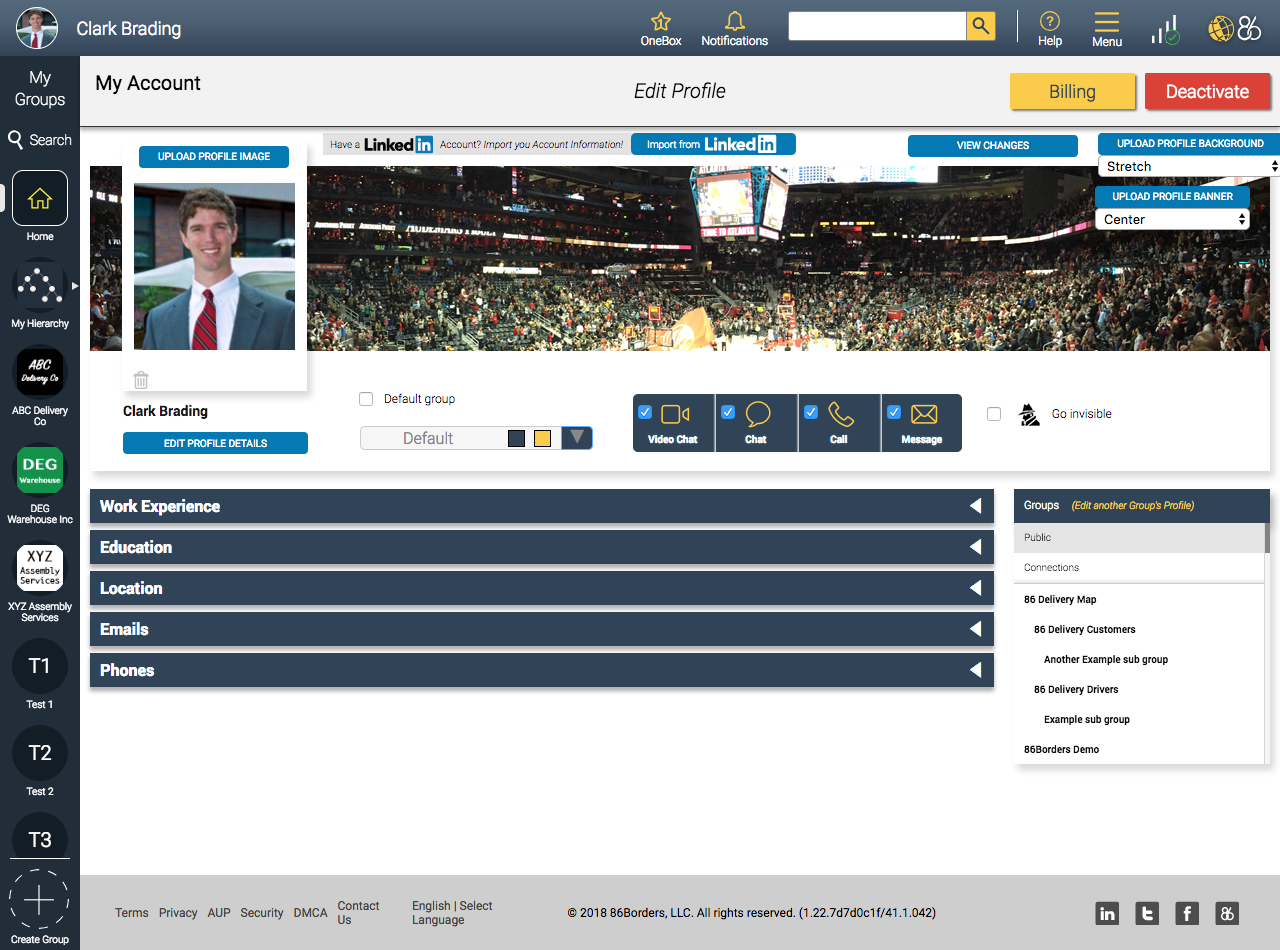 Clark Brading
OneBox
Notifications
Help
Menu
86
My
Groups
Search
Home
My Hierarchy
ABC
Delivery Co
ABC Delivery
Co
DEG
Warehouse
DEG
Warehouse Inc
XYZ
Assembly
Services
XYZ Assembly
Services
T1
Test 1
T2
Test 2
T3
Create Group
My Account
Edit Profile
Billing
Deactivate
UPLOAD PROFILE IMAGE
Have a LinkedIn Account? Import you Account Information!
Import from LinkedIn
VIEW CHANGES
UPLOAD PROFILE BACKGROUND
Stretch
UPLOAD PROFILE BANNER
Center
TRUE TO ATLANTA
Clark Brading
EDIT PROFILE DETAILS
Default group
Default
Video Chat
Chat
Call
Message
Go invisible
Work Experience
Education
Location
Emails
Phones
Groups (Edit another Group's Profile)
Public
Connections
86 Delivery Map
86 Delivery Customers
Another Example sub group
86 Delivery Drivers
Example sub group
86Borders Demo
Terms Privacy AUP Security DMCA Contact
Us
English | Select
Language
© 2018 86Borders, LLC. All rights reserved. (1.22.7d7d0c1f/41.1.042)